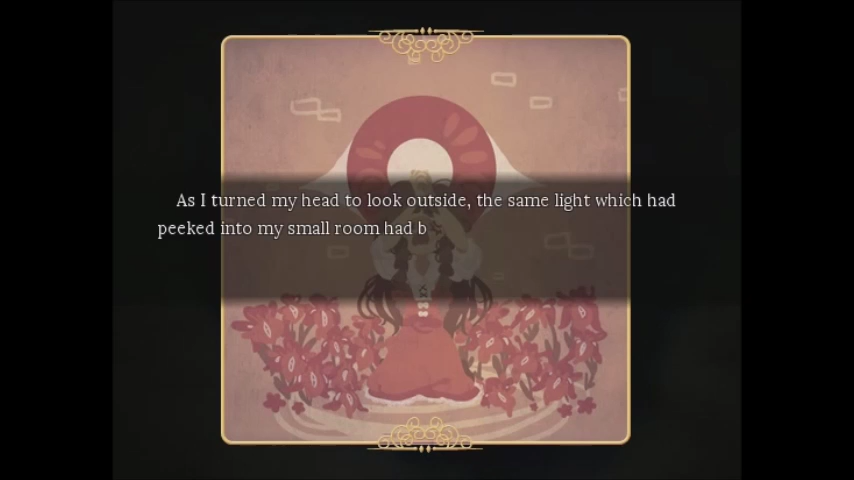 As I turned my head to look outside, the same light which had
peeked into my small room had b